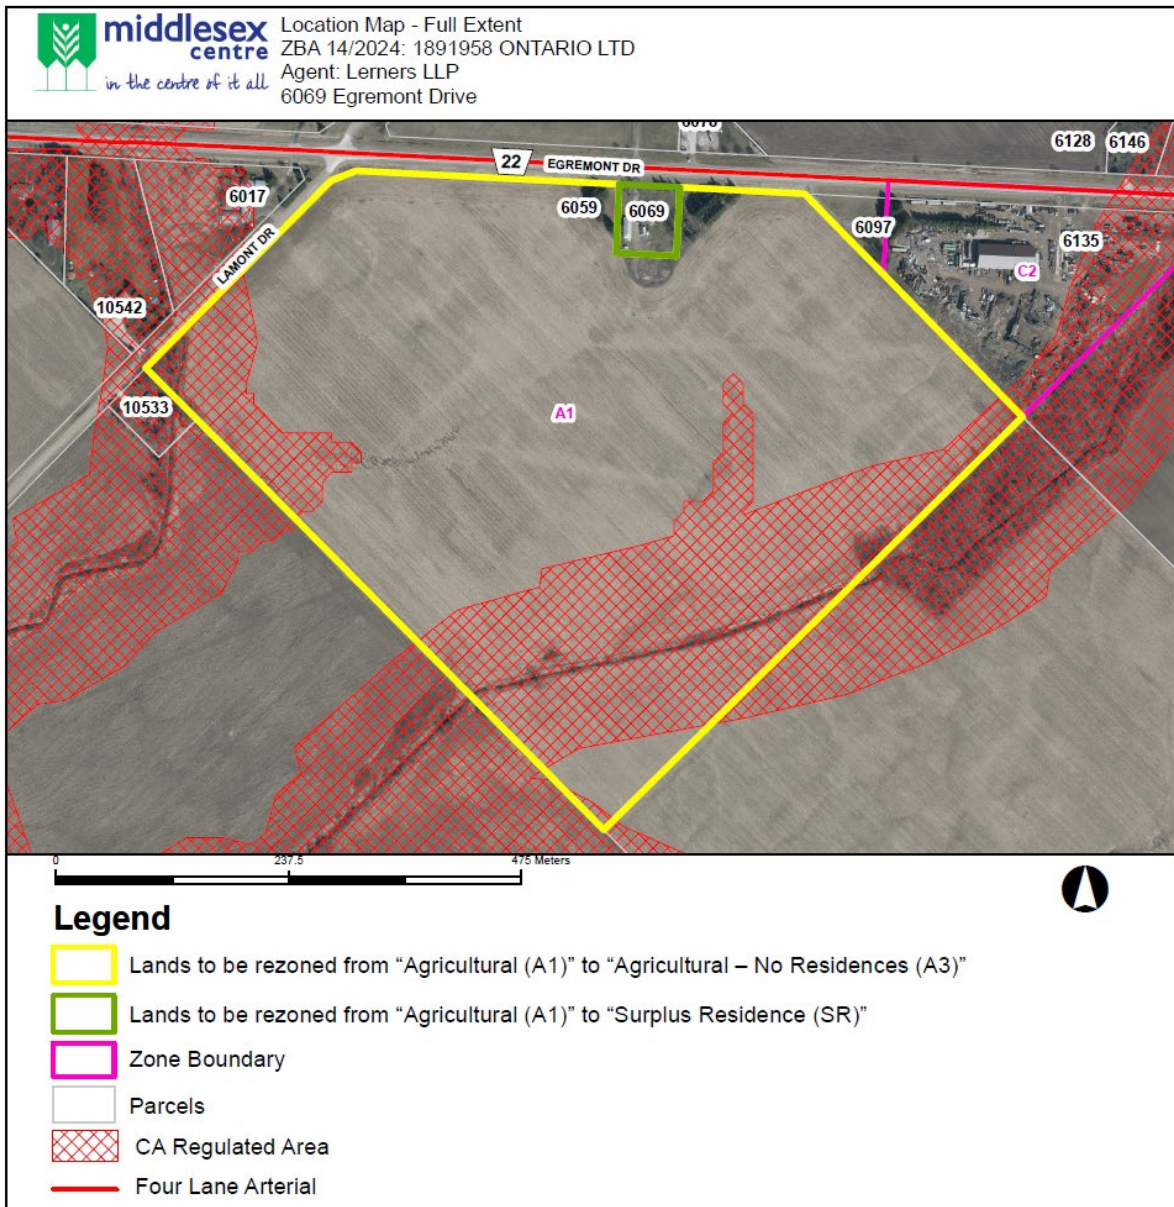 middlesex
centre
in the centre of it all
Location Map - Full Extent
ZBA 14/2024: 1891958 ONTARIO LTD
Agent: Lerners LLP
6069 Egremont Drive
6128 6146
22 EGREMONT DR
6017
6059 6069
6097
6135
LAMONT DR
C2
10542
10533
A1
0 237.5 475 Meters
Legend
Lands to be rezoned from “Agricultural (A1)” to “Agricultural – No Residences (A3)”
Lands to be rezoned from “Agricultural (A1)” to “Surplus Residence (SR)”
Zone Boundary
Parcels
CA Regulated Area
Four Lane Arterial